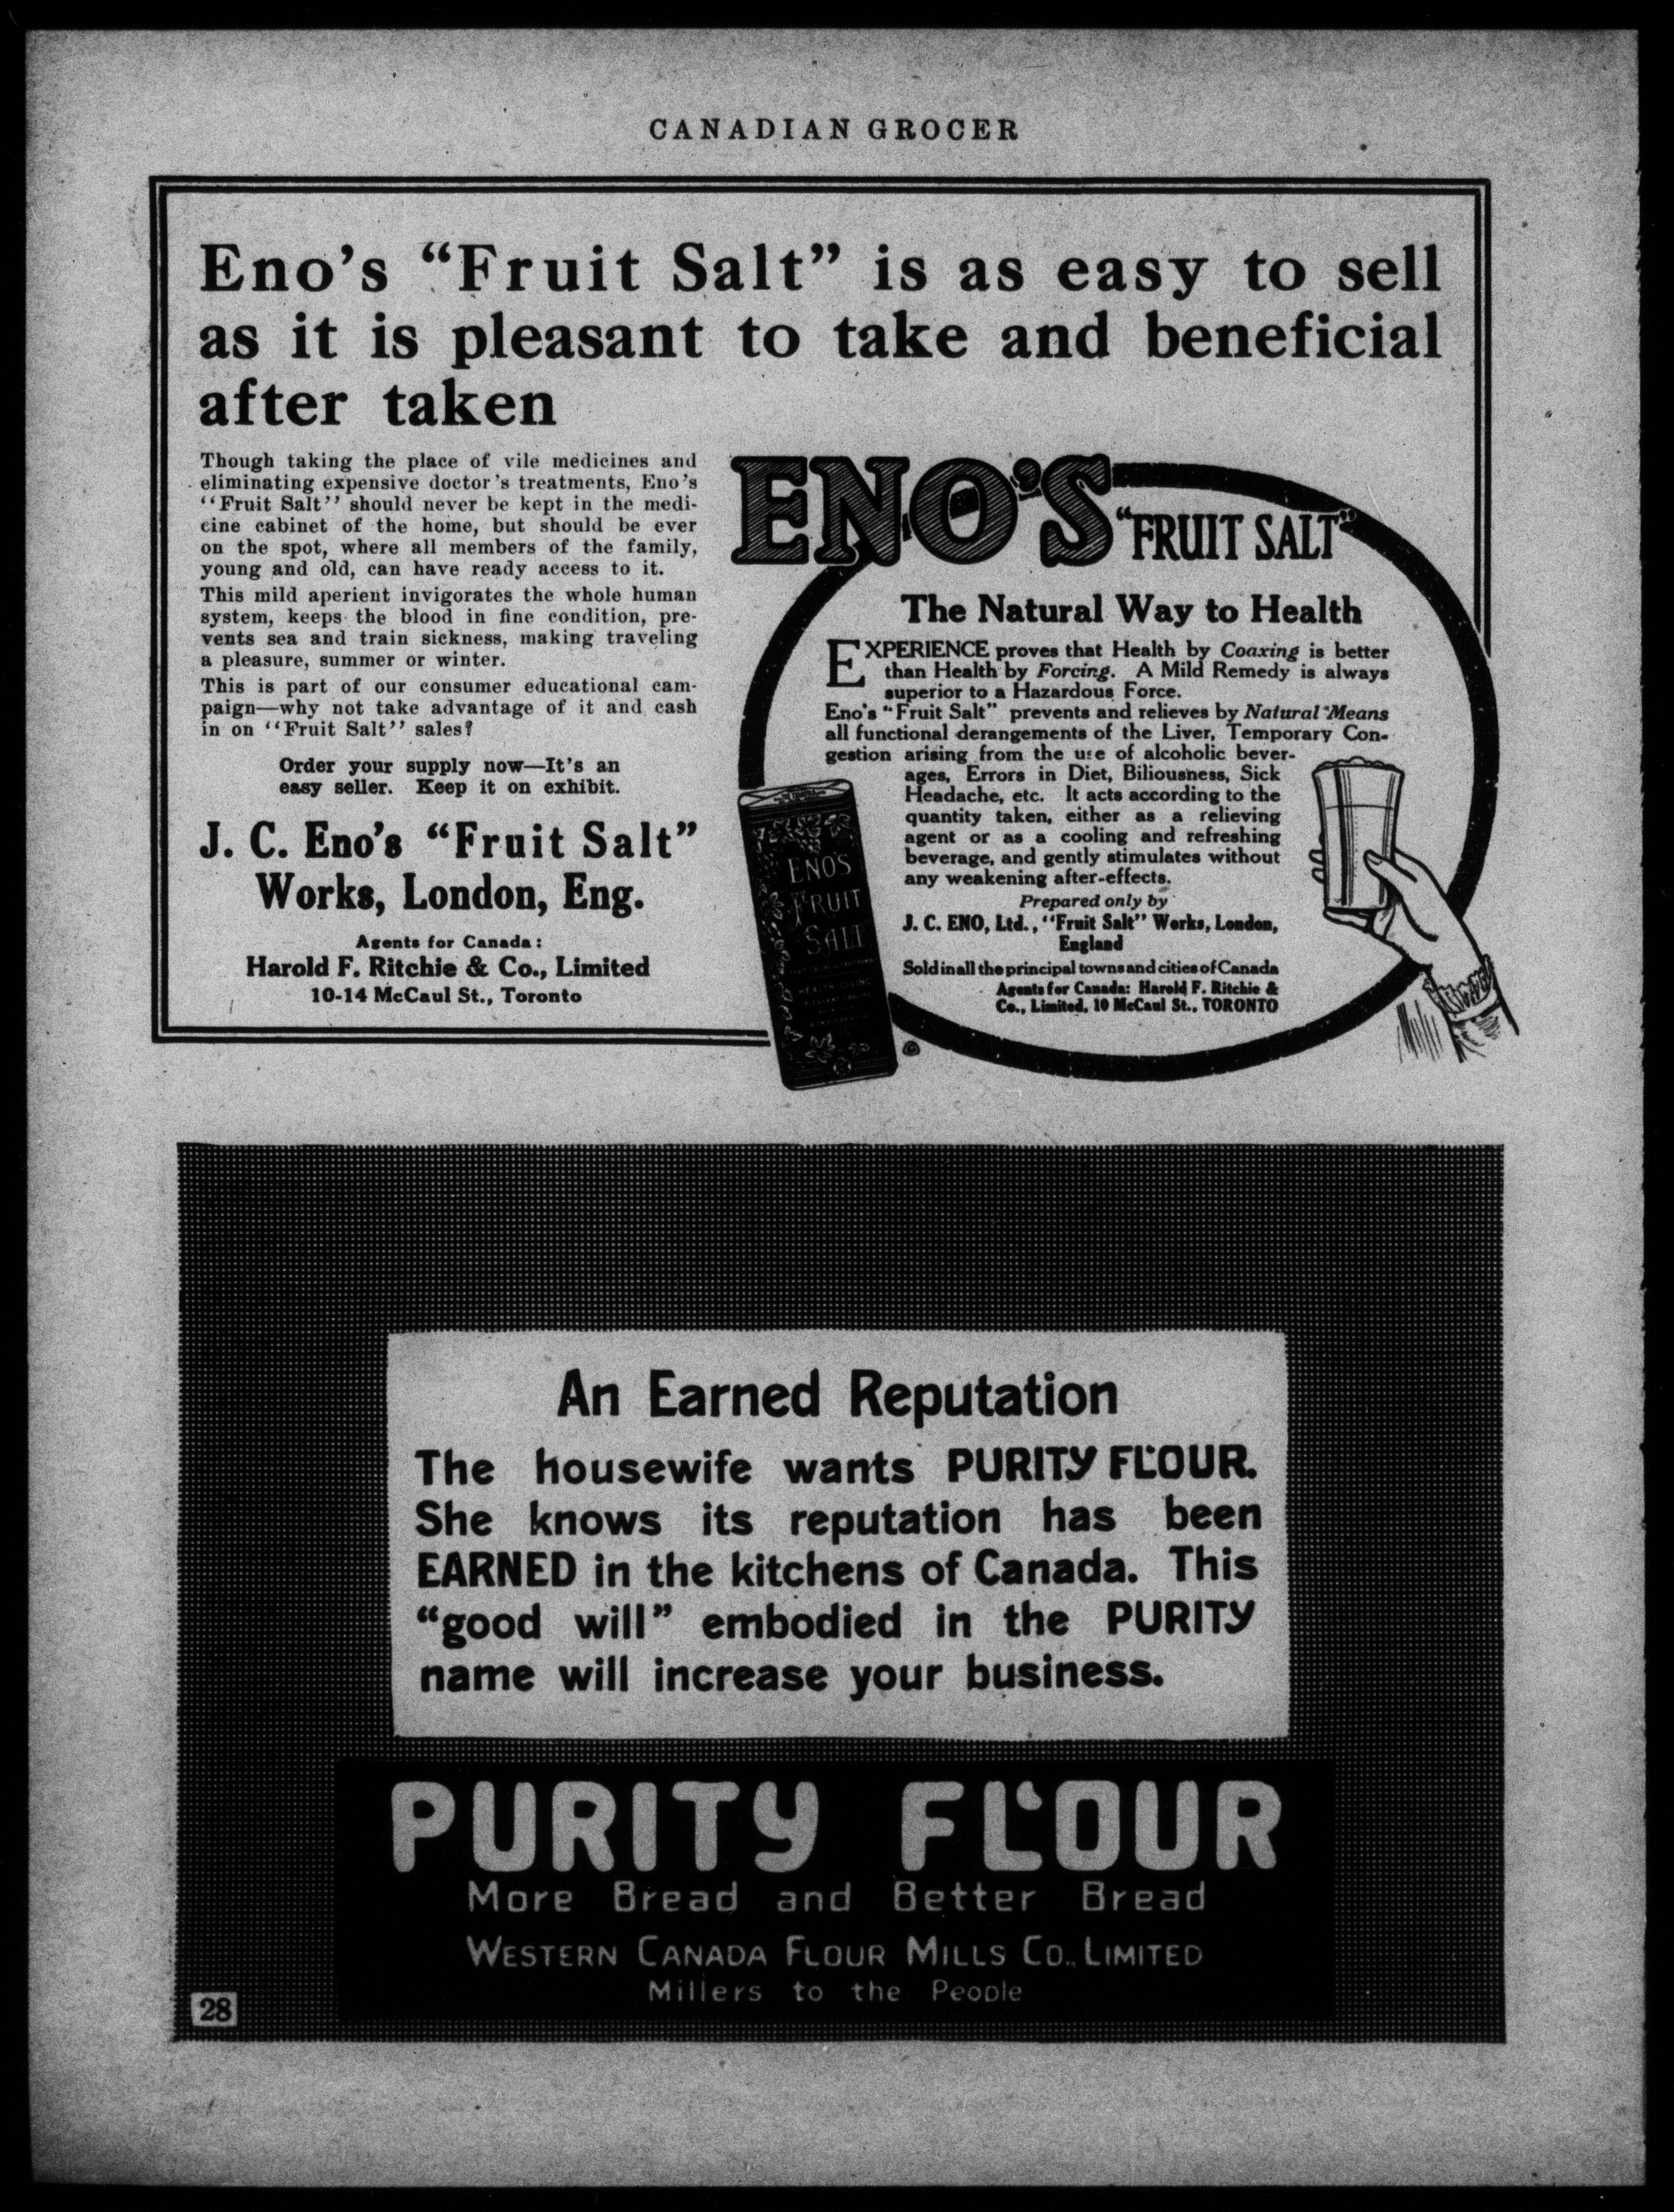 CANADIAN GROCER
Eno's "Fruit Salt" is as easy to sell
as it is pleasant to take and beneficial
after taken
Though taking the place of vile medicines and
eliminating expensive doctor's treatments, Eno's
"Fruit Salt" should never be kept in the medi-
cine cabinet of the home, but should be ever
on the spot, where all members of the family,
young and old, can have ready access to it.
This mild aperient invigorates the whole human
system, keeps the blood in fine condition, pre-
vents sea and train sickness, making traveling
a pleasure, summer or winter.
This is part of our consumer educational cam-
paign—why not take advantage of it and cash
in on "Fruit Salt" sales?
Order your supply now—It's an
easy seller. Keep it on exhibit.
J. C. Eno's "Fruit Salt"
Works, London, Eng.
Agents for Canada:
Harold F. Ritchie & Co., Limited
10-14 McCaul St., Toronto
ENO'S
"FRUIT SALT"
The Natural Way to Health
EXPERIENCE proves that Health by Coaxing is better
than Health by Forcing. A Mild Remedy is always
superior to a Hazardous Force.
Eno's "Fruit Salt" prevents and relieves by Natural Means
all functional derangements of the Liver, Temporary Con-
gestion arising from the use of alcoholic bever-
ages, Errors in Diet, Biliousness, Sick
Headache, etc. It acts according to the
quantity taken, either as a relieving
agent or as a cooling and refreshing
beverage, and gently stimulates without
any weakening after-effects.
Prepared only by
J. C. ENO, Ltd., "Fruit Salt" Works, London,
England
Sold in all the principal towns and cities of Canada
Agents for Canada: Harold F. Ritchie &
Co., Limited, 10 McCaul St., TORONTO
ENO'S
FRUIT
SALT
An Earned Reputation
The housewife wants PURITY FLOUR.
She knows its reputation has been
EARNED in the kitchens of Canada. This
"good will" embodied in the PURITY
name will increase your business.
PURITY FLOUR
More Bread and Better Bread
WESTERN CANADA FLOUR MILLS CO., LIMITED
Millers to the People
28